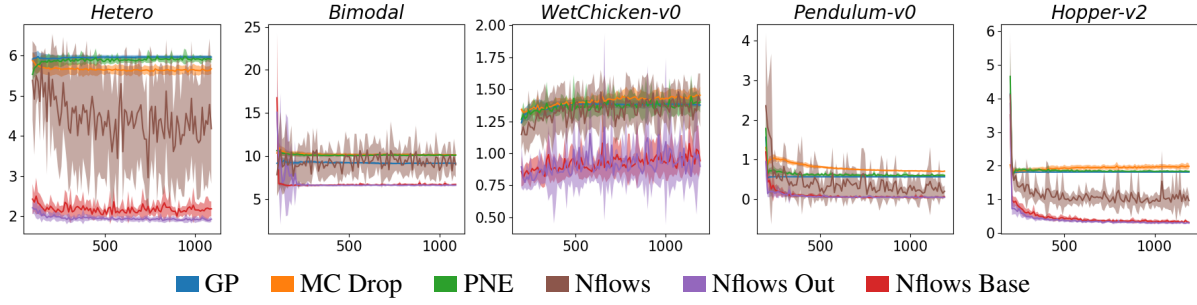 Hetero Bimodal WetChicken-v0 Pendulum-v0 Hopper-v2
6 5 4 3 2
25 20 15 10 5
2.00 1.75 1.50 1.25 1.00 0.75 0.50
4 3 2 1 0
6 5 4 3 2 1 0
500 1000 500 1000 500 1000 500 1000 500 1000
GP MC Drop PNE Nflows Nflows Out Nflows Base